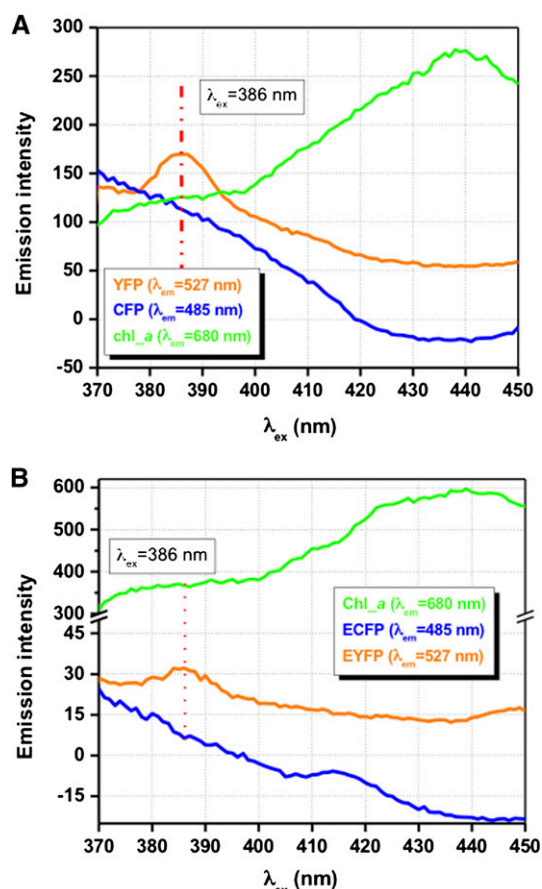 A
300
250
200
150
100
50
0
-50
Emission intensity
λex=386 nm
YFP (λem=527 nm)
CFP (λem=485 nm)
chl_a (λem=680 nm)
370 380 390 400 410 420 430 440 450
λex (nm)
B
600
500
400
300
45
30
15
0
-15
Emission intensity
λex=386 nm
Chl_a (λem=680 nm)
ECFP (λem=485 nm)
EYFP (λem=527 nm)
370 380 390 400 410 420 430 440 450
λex (nm)